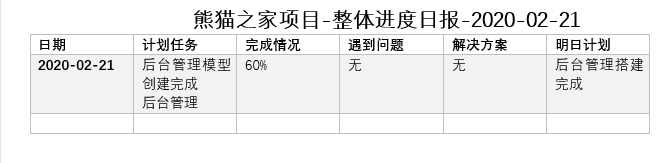 熊猫之家项目-整体进度日报-2020-02-21
日期 计划任务 完成情况 遇到问题 解决方案 明日计划
2020-02-21 后台管理模型 60% 无 无 后台管理搭建
创建完成 完成
后台管理